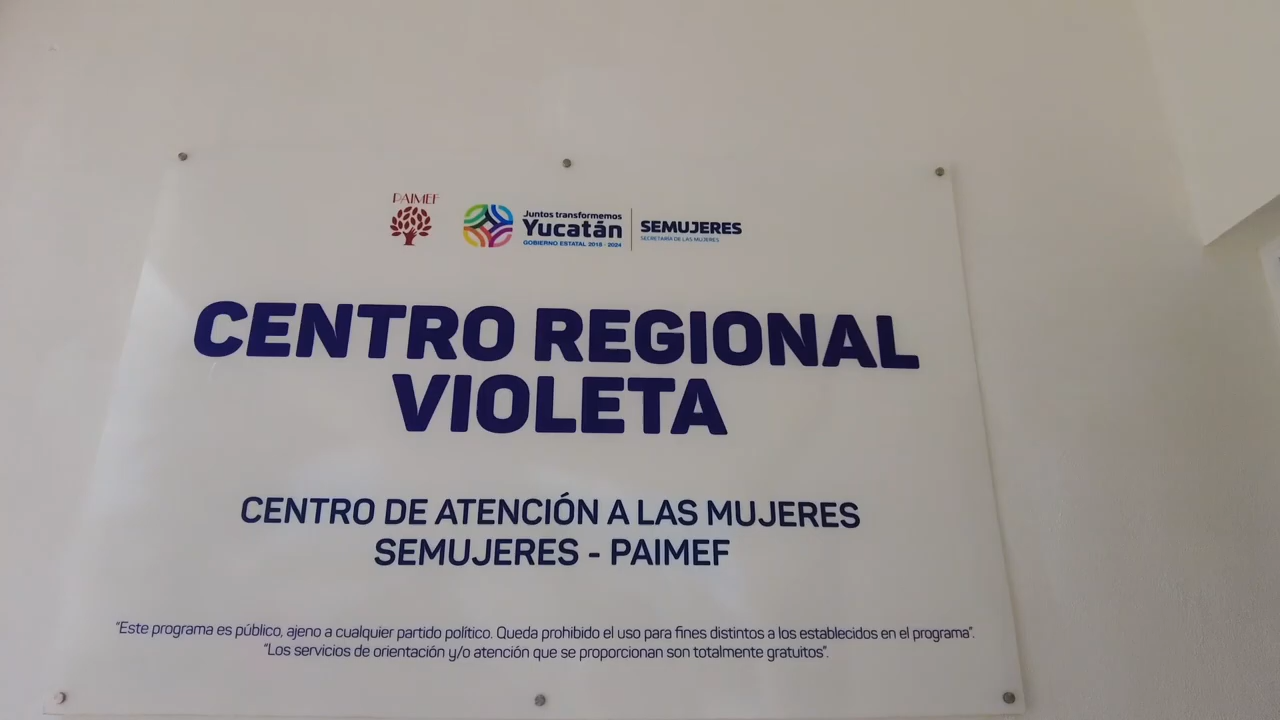 PAIMEF
Juntos transformemos
Yucatán
GOBIERNO ESTATAL 2018 - 2024
SEMUJERES
SECRETARÍA DE LAS MUJERES
CENTRO REGIONAL
VIOLETA
CENTRO DE ATENCIÓN A LAS MUJERES
SEMUJERES - PAIMEF
"Este programa es público, ajeno a cualquier partido político. Queda prohibido el uso para fines distintos a los establecidos en el programa".
"Los servicios de orientación y/o atención que se proporcionan son totalmente gratuitos".